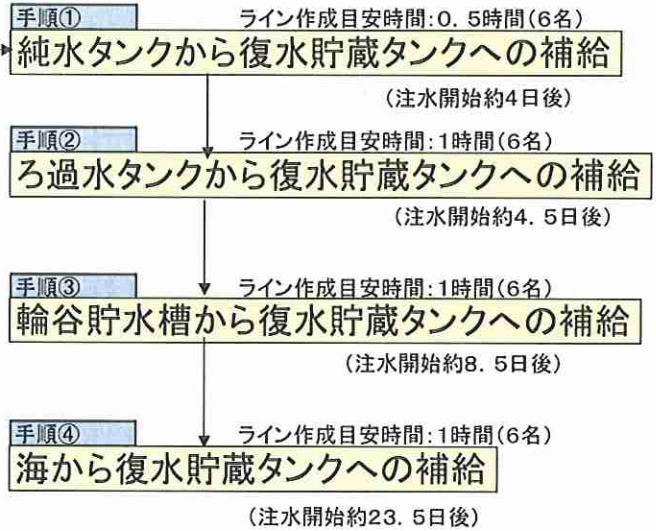 手順① ライン作成目安時間:0.5時間(6名)
純水タンクから復水貯蔵タンクへの補給
(注水開始約4日後)
手順② ライン作成目安時間:1時間(6名)
ろ過水タンクから復水貯蔵タンクへの補給
(注水開始約4.5日後)
手順③ ライン作成目安時間:1時間(6名)
輪谷貯水槽から復水貯蔵タンクへの補給
(注水開始約8.5日後)
手順④ ライン作成目安時間:1時間(6名)
海から復水貯蔵タンクへの補給
(注水開始約23.5日後)